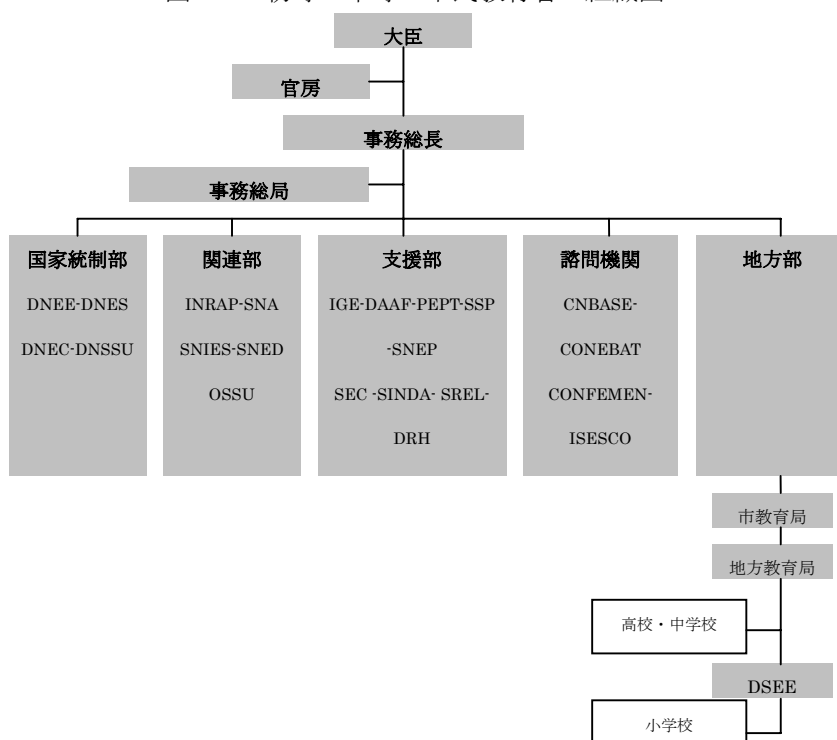 大臣
官房
事務総長
事務総局
国家統制部
DNEE-DNES
DNEC-DNSSU
関連部
INRAP-SNA
SNIES-SNED
OSSU
支援部
IGE-DAAF-PEPT-SSP
-SNEP
SEC -SINDA- SREL-
DRH
諮問機関
CNBASE-
CONEBAT
CONFEMEN-
ISESCO
地方部
市教育局
地方教育局
高校・中学校
DSEE
小学校